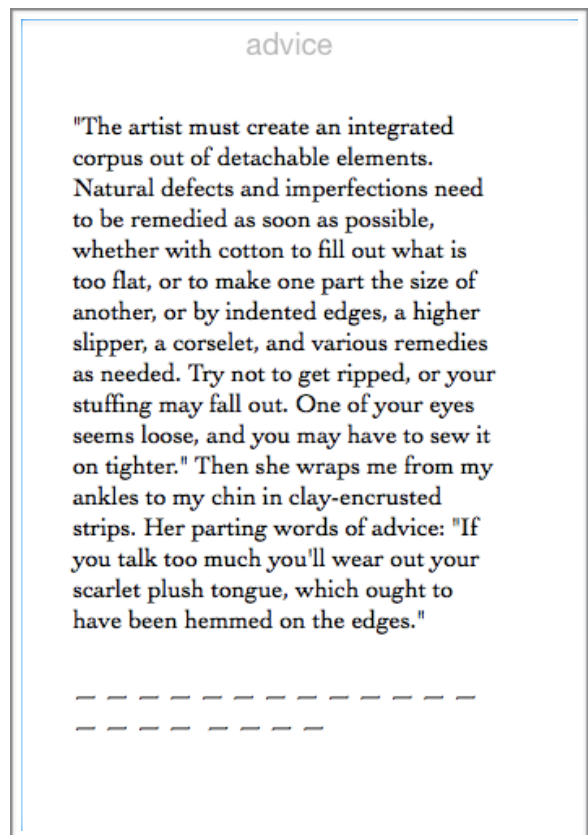 advice
"The artist must create an integrated
corpus out of detachable elements.
Natural defects and imperfections need
to be remedied as soon as possible,
whether with cotton to fill out what is
too flat, or to make one part the size of
another, or by indented edges, a higher
slipper, a corselet, and various remedies
as needed. Try not to get ripped, or your
stuffing may fall out. One of your eyes
seems loose, and you may have to sew it
on tighter." Then she wraps me from my
ankles to my chin in clay-encrusted
strips. Her parting words of advice: "If
you talk too much you'll wear out your
scarlet plush tongue, which ought to
have been hemmed on the edges."
— — — — — — — — — — — — —
— — — — — — — —